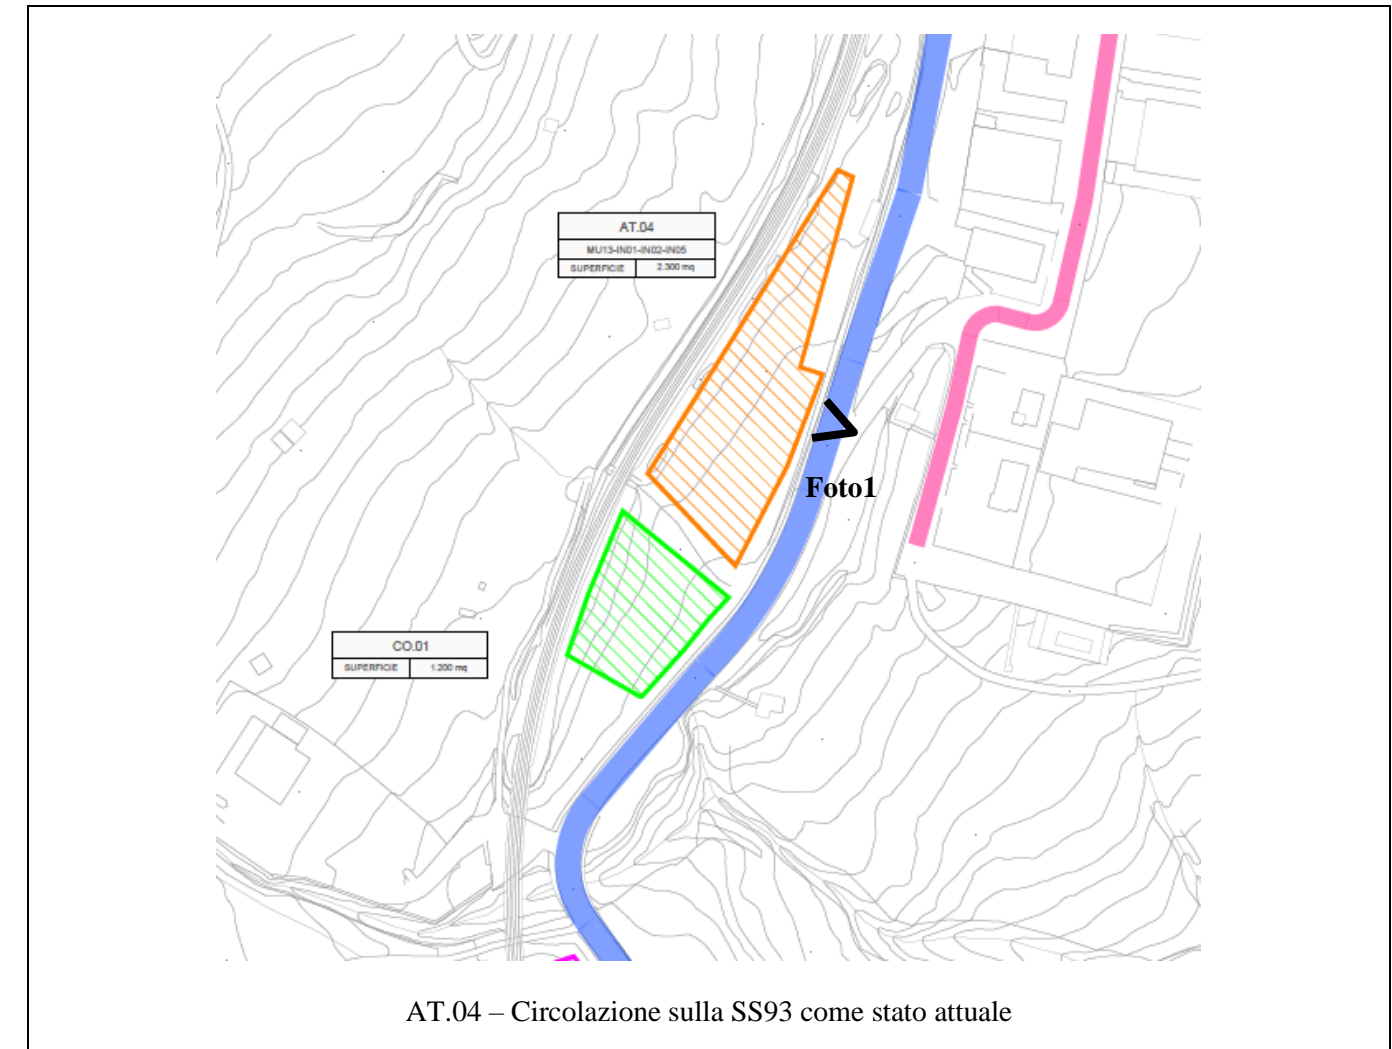 AT.04
MU13-IN01-IN02-IN05
SUPERFICIE 2.300 mq
Foto1
CO.01
SUPERFICIE 1.200 mq
AT.04 – Circolazione sulla SS93 come stato attuale